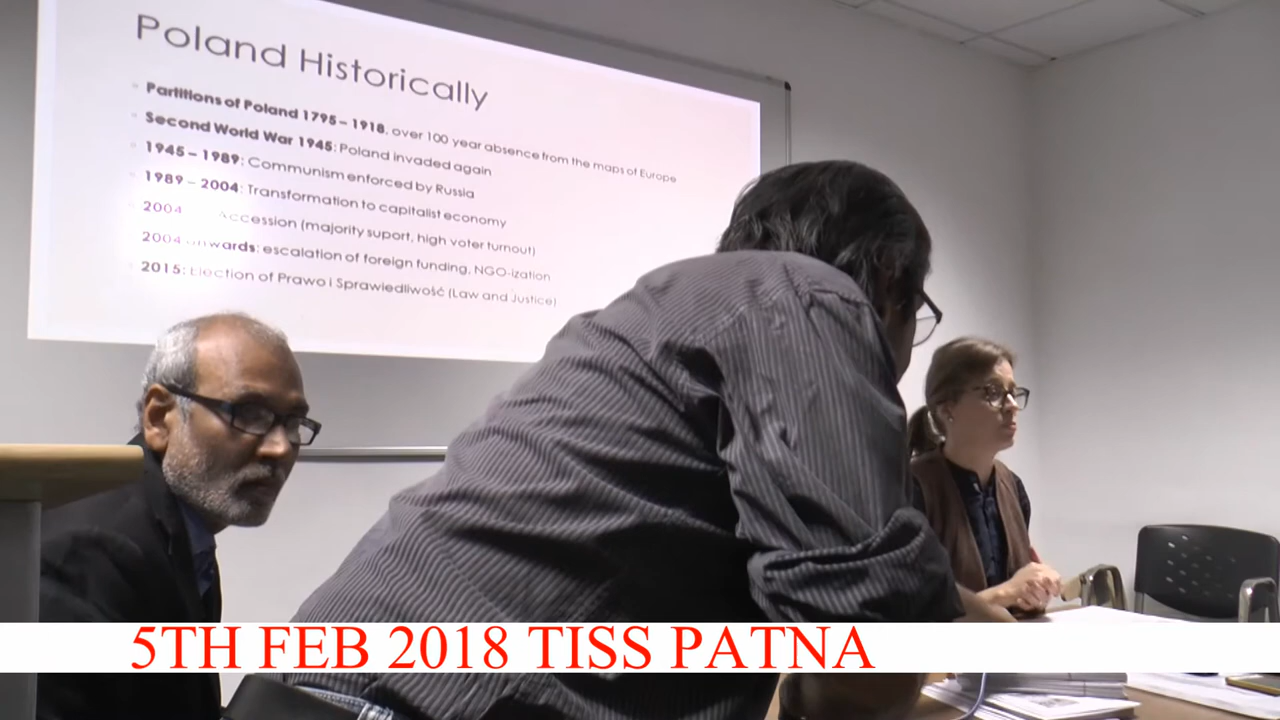 Poland Historically
Partitions of Poland 1795 – 1918, over 100 year absence from the maps of Europe
Second World War 1945: Poland invaded again
1945 – 1989: Communism enforced by Russia
1989 – 2004: Transformation to capitalist economy
2004 Accession (majority suport, high voter turnout)
2004 onwards: escalation of foreign funding, NGO-ization
2015: Election of Prawo i Sprawiedliwość (Law and Justice)
5TH FEB 2018 TISS PATNA